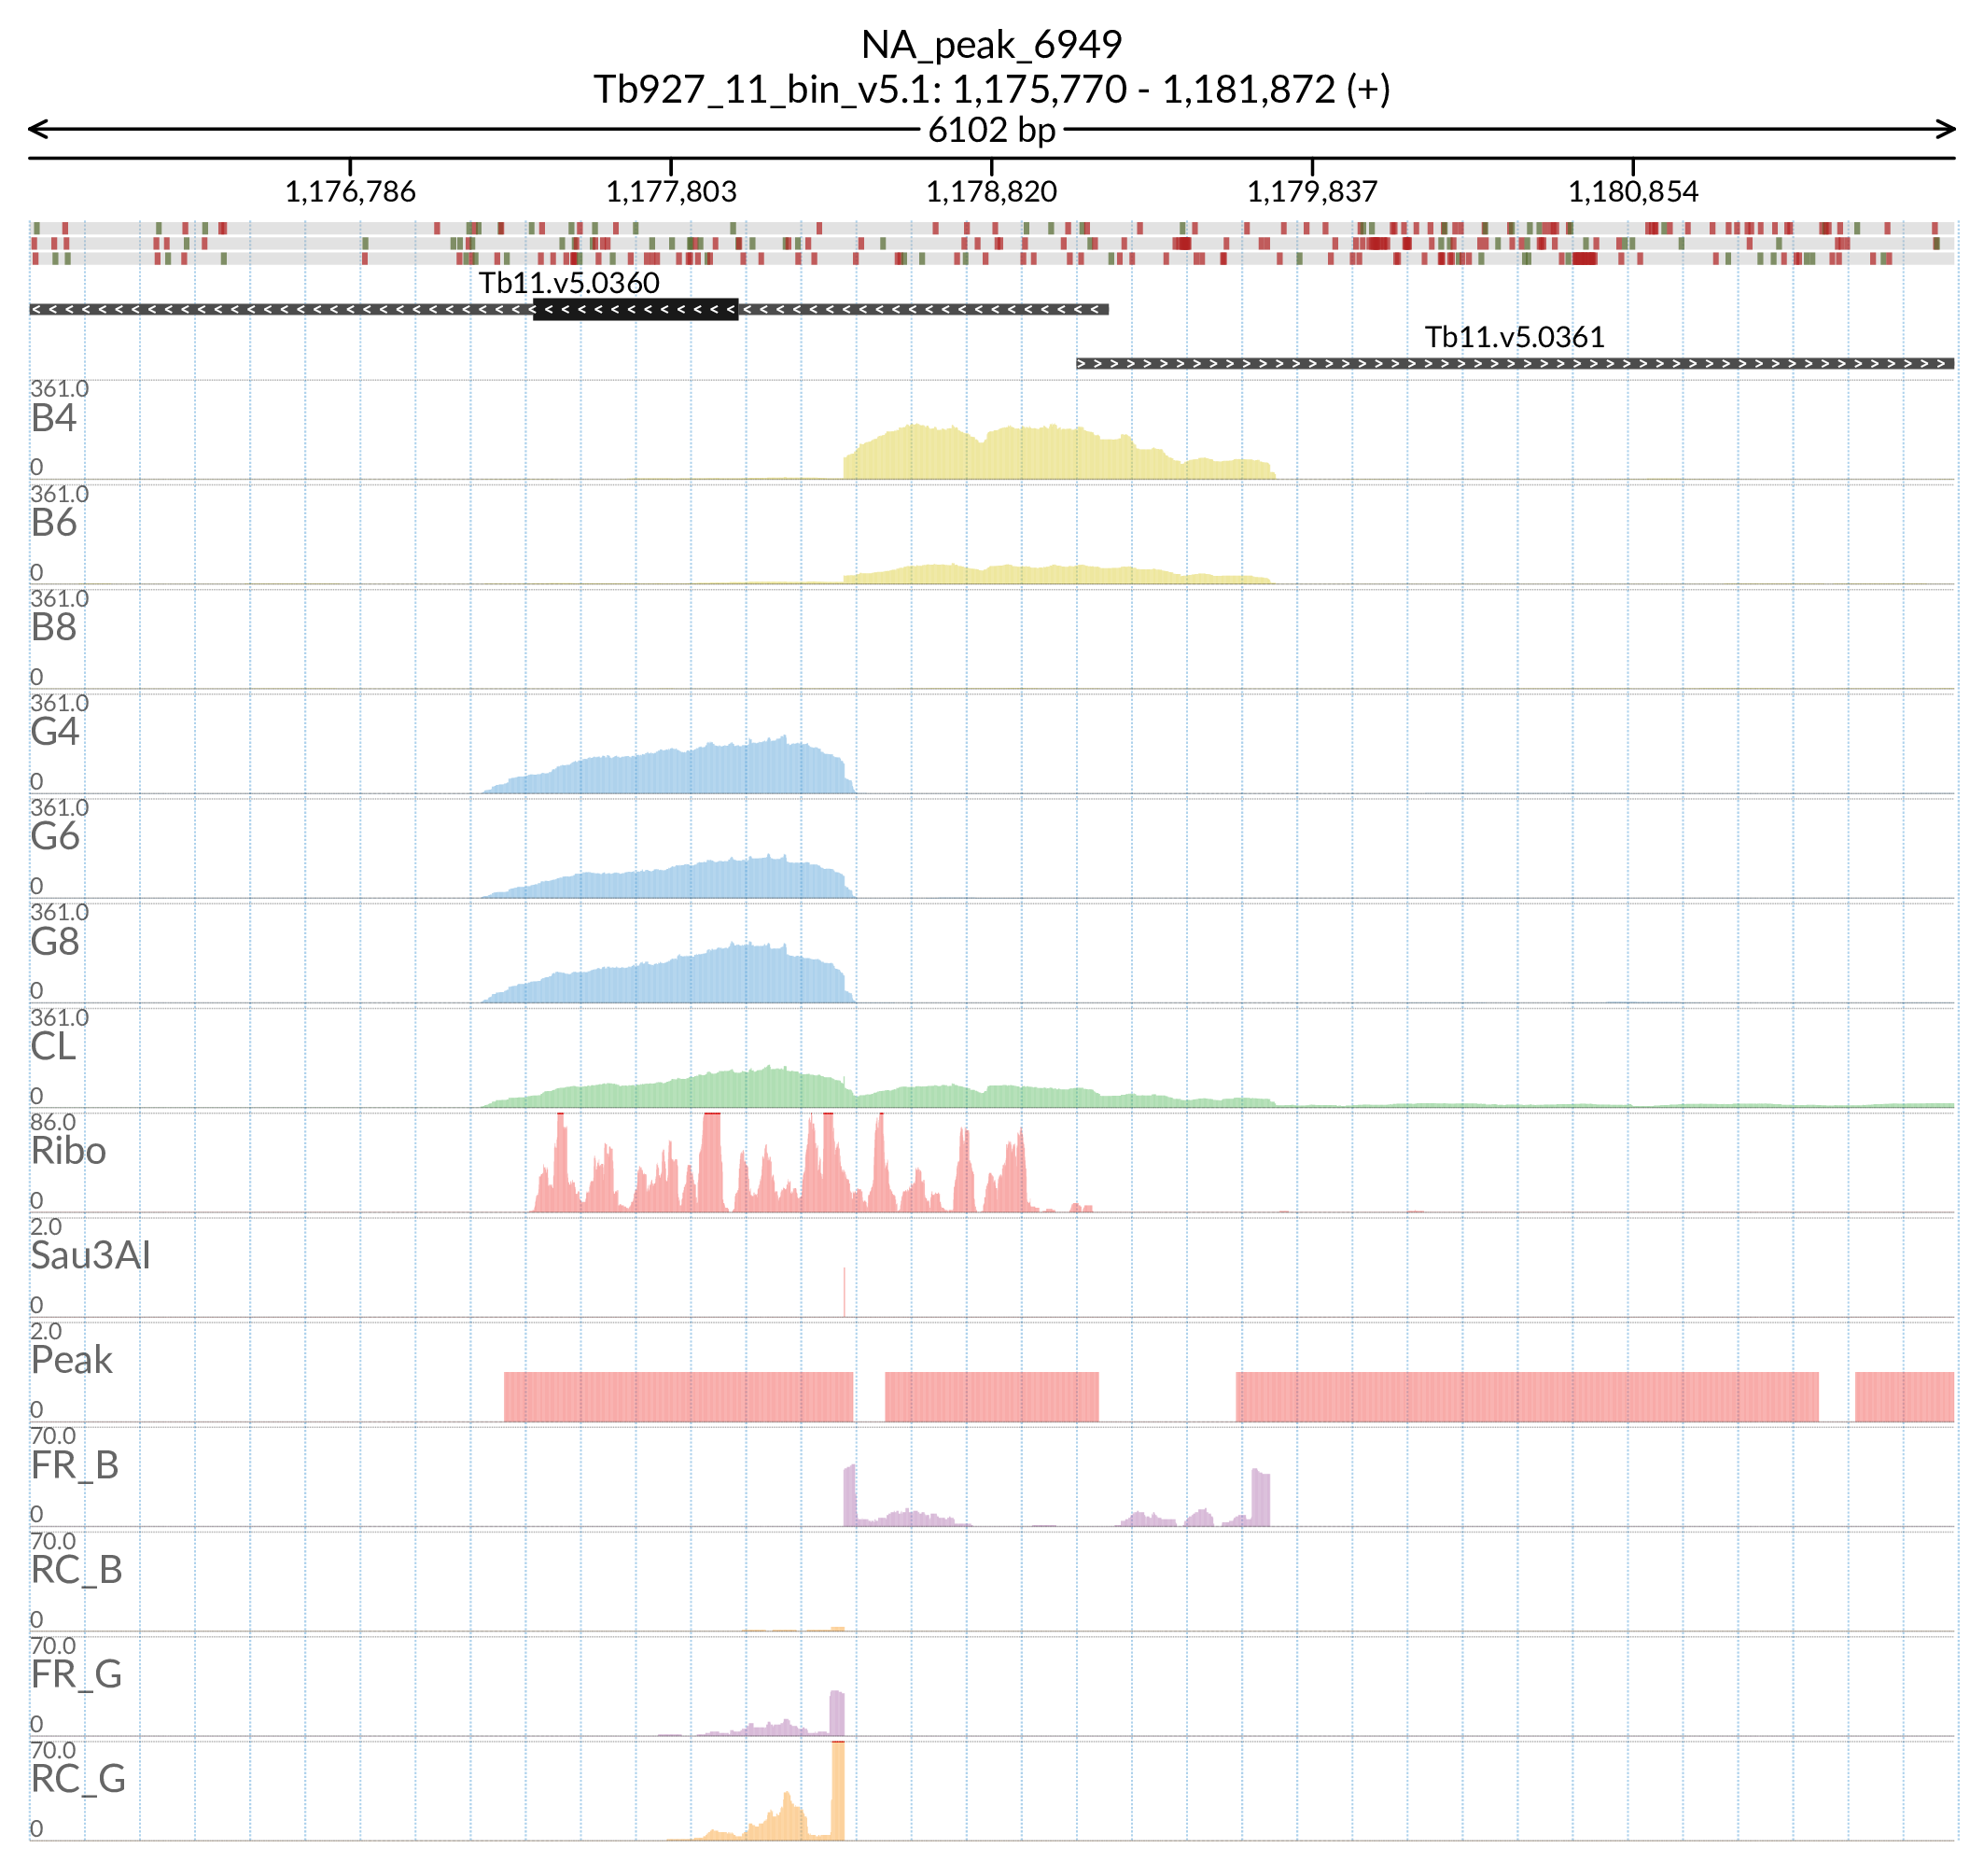 NA_peak_6949
Tb927_11_bin_v5.1: 1,175,770 - 1,181,872 (+)
6102 bp
1,176,786 1,177,803 1,178,820 1,179,837 1,180,854
Tb11.v5.0360
Tb11.v5.0361
361.0
B4
0
361.0
B6
0
361.0
B8
0
361.0
G4
0
361.0
G6
0
361.0
G8
0
361.0
CL
0
86.0
Ribo
0
2.0
Sau3AI
0
2.0
Peak
0
70.0
FR_B
0
70.0
RC_B
0
70.0
FR_G
0
70.0
RC_G
0